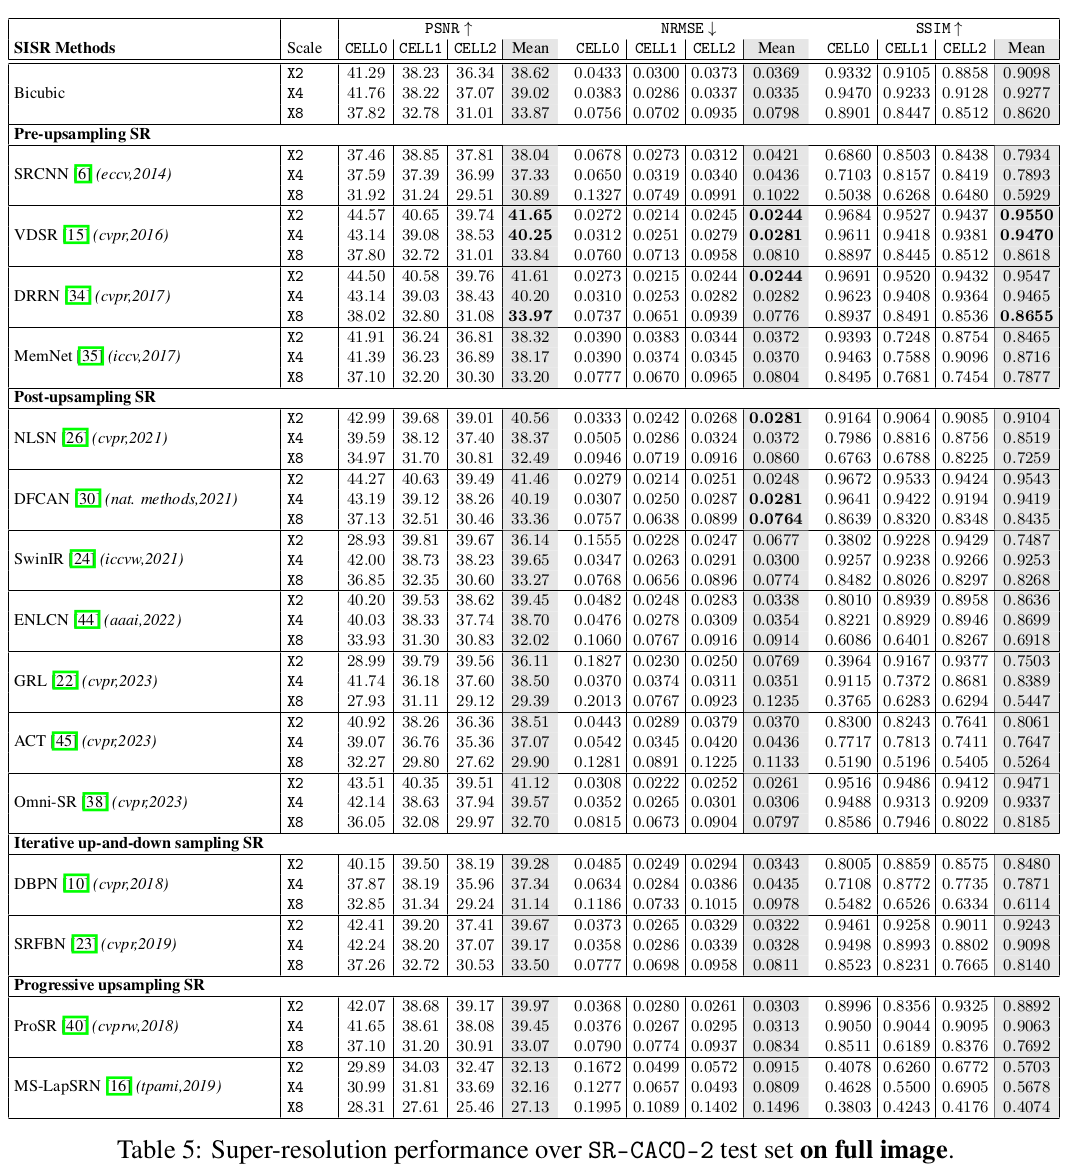 PSNR ↑ NRMSE ↓ SSIM ↑
SISR Methods Scale CELL0 CELL1 CELL2 Mean CELL0 CELL1 CELL2 Mean CELL0 CELL1 CELL2 Mean
X2 41.29 38.23 36.34 38.62 0.0433 0.0300 0.0373 0.0369 0.9332 0.9105 0.8858 0.9098
Bicubic X4 41.76 38.22 37.07 39.02 0.0383 0.0286 0.0337 0.0335 0.9470 0.9233 0.9128 0.9277
X8 37.82 32.78 31.01 33.87 0.0756 0.0702 0.0935 0.0798 0.8901 0.8447 0.8512 0.8620
Pre-upsampling SR
X2 37.46 38.85 37.81 38.04 0.0678 0.0273 0.0312 0.0421 0.6860 0.8503 0.8438 0.7934
SRCNN [6] (eccv,2014) X4 37.59 37.39 36.99 37.33 0.0650 0.0319 0.0340 0.0436 0.7103 0.8157 0.8419 0.7893
X8 31.92 31.24 29.51 30.89 0.1327 0.0749 0.0991 0.1022 0.5038 0.6268 0.6480 0.5929
X2 44.57 40.65 39.74 41.65 0.0272 0.0214 0.0245 0.0244 0.9684 0.9527 0.9437 0.9550
VDSR [15] (cvpr,2016) X4 43.14 39.08 38.53 40.25 0.0312 0.0251 0.0279 0.0281 0.9611 0.9418 0.9381 0.9470
X8 37.80 32.72 31.01 33.84 0.0760 0.0713 0.0958 0.0810 0.8897 0.8445 0.8512 0.8618
X2 44.50 40.58 39.76 41.61 0.0273 0.0215 0.0244 0.0244 0.9691 0.9520 0.9432 0.9547
DRRN [34] (cvpr,2017) X4 43.14 39.03 38.43 40.20 0.0310 0.0253 0.0282 0.0282 0.9623 0.9408 0.9364 0.9465
X8 38.02 32.80 31.08 33.97 0.0737 0.0651 0.0939 0.0776 0.8937 0.8491 0.8536 0.8655
X2 41.91 36.24 36.81 38.32 0.0390 0.0383 0.0344 0.0372 0.9393 0.7248 0.8754 0.8465
MemNet [35] (iccv,2017) X4 41.39 36.23 36.89 38.17 0.0390 0.0374 0.0345 0.0370 0.9463 0.7588 0.9096 0.8716
X8 37.10 32.20 30.30 33.20 0.0777 0.0670 0.0965 0.0804 0.8495 0.7681 0.7454 0.7877
Post-upsampling SR
X2 42.99 39.68 39.01 40.56 0.0333 0.0242 0.0268 0.0281 0.9164 0.9064 0.9085 0.9104
NLSN [26] (cvpr,2021) X4 39.59 38.12 37.40 38.37 0.0505 0.0286 0.0324 0.0372 0.7986 0.8816 0.8756 0.8519
X8 34.97 31.70 30.81 32.49 0.0946 0.0719 0.0916 0.0860 0.6763 0.6788 0.8225 0.7259
X2 44.27 40.63 39.49 41.46 0.0279 0.0214 0.0251 0.0248 0.9672 0.9533 0.9424 0.9543
DFCAN [30] (nat. methods,2021) X4 43.19 39.12 38.26 40.19 0.0307 0.0250 0.0287 0.0281 0.9641 0.9422 0.9194 0.9419
X8 37.13 32.51 30.46 33.36 0.0757 0.0638 0.0899 0.0764 0.8639 0.8320 0.8348 0.8435
X2 28.93 39.81 39.67 36.14 0.1555 0.0228 0.0247 0.0677 0.3802 0.9228 0.9429 0.7487
SwinIR [24] (iccvw,2021) X4 42.00 38.73 38.23 39.65 0.0347 0.0263 0.0291 0.0300 0.9257 0.9238 0.9266 0.9253
X8 36.85 32.35 30.60 33.27 0.0768 0.0656 0.0896 0.0774 0.8482 0.8026 0.8297 0.8268
X2 40.20 39.53 38.62 39.45 0.0482 0.0248 0.0283 0.0338 0.8010 0.8939 0.8958 0.8636
ENLCN [44] (aaai,2022) X4 40.03 38.33 37.74 38.70 0.0476 0.0278 0.0309 0.0354 0.8221 0.8929 0.8946 0.8699
X8 33.93 31.30 30.83 32.02 0.1060 0.0767 0.0916 0.0914 0.6086 0.6401 0.8267 0.6918
X2 28.99 39.79 39.56 36.11 0.1827 0.0230 0.0250 0.0769 0.3964 0.9167 0.9377 0.7503
GRL [22] (cvpr,2023) X4 41.74 36.18 37.60 38.50 0.0370 0.0374 0.0311 0.0351 0.9115 0.7372 0.8681 0.8389
X8 27.93 31.11 29.12 29.39 0.2013 0.0767 0.0923 0.1235 0.3765 0.6283 0.6294 0.5447
X2 40.92 38.26 36.36 38.51 0.0443 0.0289 0.0379 0.0370 0.8300 0.8243 0.7641 0.8061
ACT [45] (cvpr,2023) X4 39.07 36.76 35.36 37.07 0.0542 0.0345 0.0420 0.0436 0.7717 0.7813 0.7411 0.7647
X8 32.27 29.80 27.62 29.90 0.1281 0.0891 0.1225 0.1133 0.5190 0.5196 0.5405 0.5264
X2 43.51 40.35 39.51 41.12 0.0308 0.0222 0.0252 0.0261 0.9516 0.9486 0.9412 0.9471
Omni-SR [38] (cvpr,2023) X4 42.14 38.63 37.94 39.57 0.0352 0.0265 0.0301 0.0306 0.9488 0.9313 0.9209 0.9337
X8 36.05 32.08 29.97 32.70 0.0815 0.0673 0.0904 0.0797 0.8586 0.7946 0.8022 0.8185
Iterative up-and-down sampling SR
X2 40.15 39.50 38.19 39.28 0.0485 0.0249 0.0294 0.0343 0.8005 0.8859 0.8575 0.8480
DBPN [10] (cvpr,2018) X4 37.87 38.19 35.96 37.34 0.0634 0.0284 0.0386 0.0435 0.7108 0.8772 0.7735 0.7871
X8 32.85 31.34 29.24 31.14 0.1186 0.0733 0.1015 0.0978 0.5482 0.6526 0.6334 0.6114
X2 42.41 39.20 37.41 39.67 0.0373 0.0265 0.0329 0.0322 0.9461 0.9258 0.9011 0.9243
SRFBN [23] (cvpr,2019) X4 42.24 38.20 37.07 39.17 0.0358 0.0286 0.0339 0.0328 0.9498 0.8993 0.8802 0.9098
X8 37.26 32.72 30.53 33.50 0.0777 0.0698 0.0958 0.0811 0.8523 0.8231 0.7665 0.8140
Progressive upsampling SR
X2 42.07 38.68 39.17 39.97 0.0368 0.0280 0.0261 0.0303 0.8996 0.8356 0.9325 0.8892
ProSR [40] (cvprw,2018) X4 41.65 38.61 38.08 39.45 0.0376 0.0267 0.0295 0.0313 0.9050 0.9044 0.9095 0.9063
X8 37.10 31.20 30.91 33.07 0.0790 0.0774 0.0937 0.0834 0.8511 0.6189 0.8376 0.7692
X2 29.89 34.03 32.47 32.13 0.1672 0.0499 0.0572 0.0915 0.4078 0.6260 0.6772 0.5703
MS-LapSRN [16] (tpami,2019) X4 30.99 31.81 33.69 32.16 0.1277 0.0657 0.0493 0.0809 0.4628 0.5500 0.6905 0.5678
X8 28.31 27.61 25.46 27.13 0.1995 0.1089 0.1402 0.1496 0.3803 0.4243 0.4176 0.4074
Table 5: Super-resolution performance over SR-CACO-2 test set on full image.